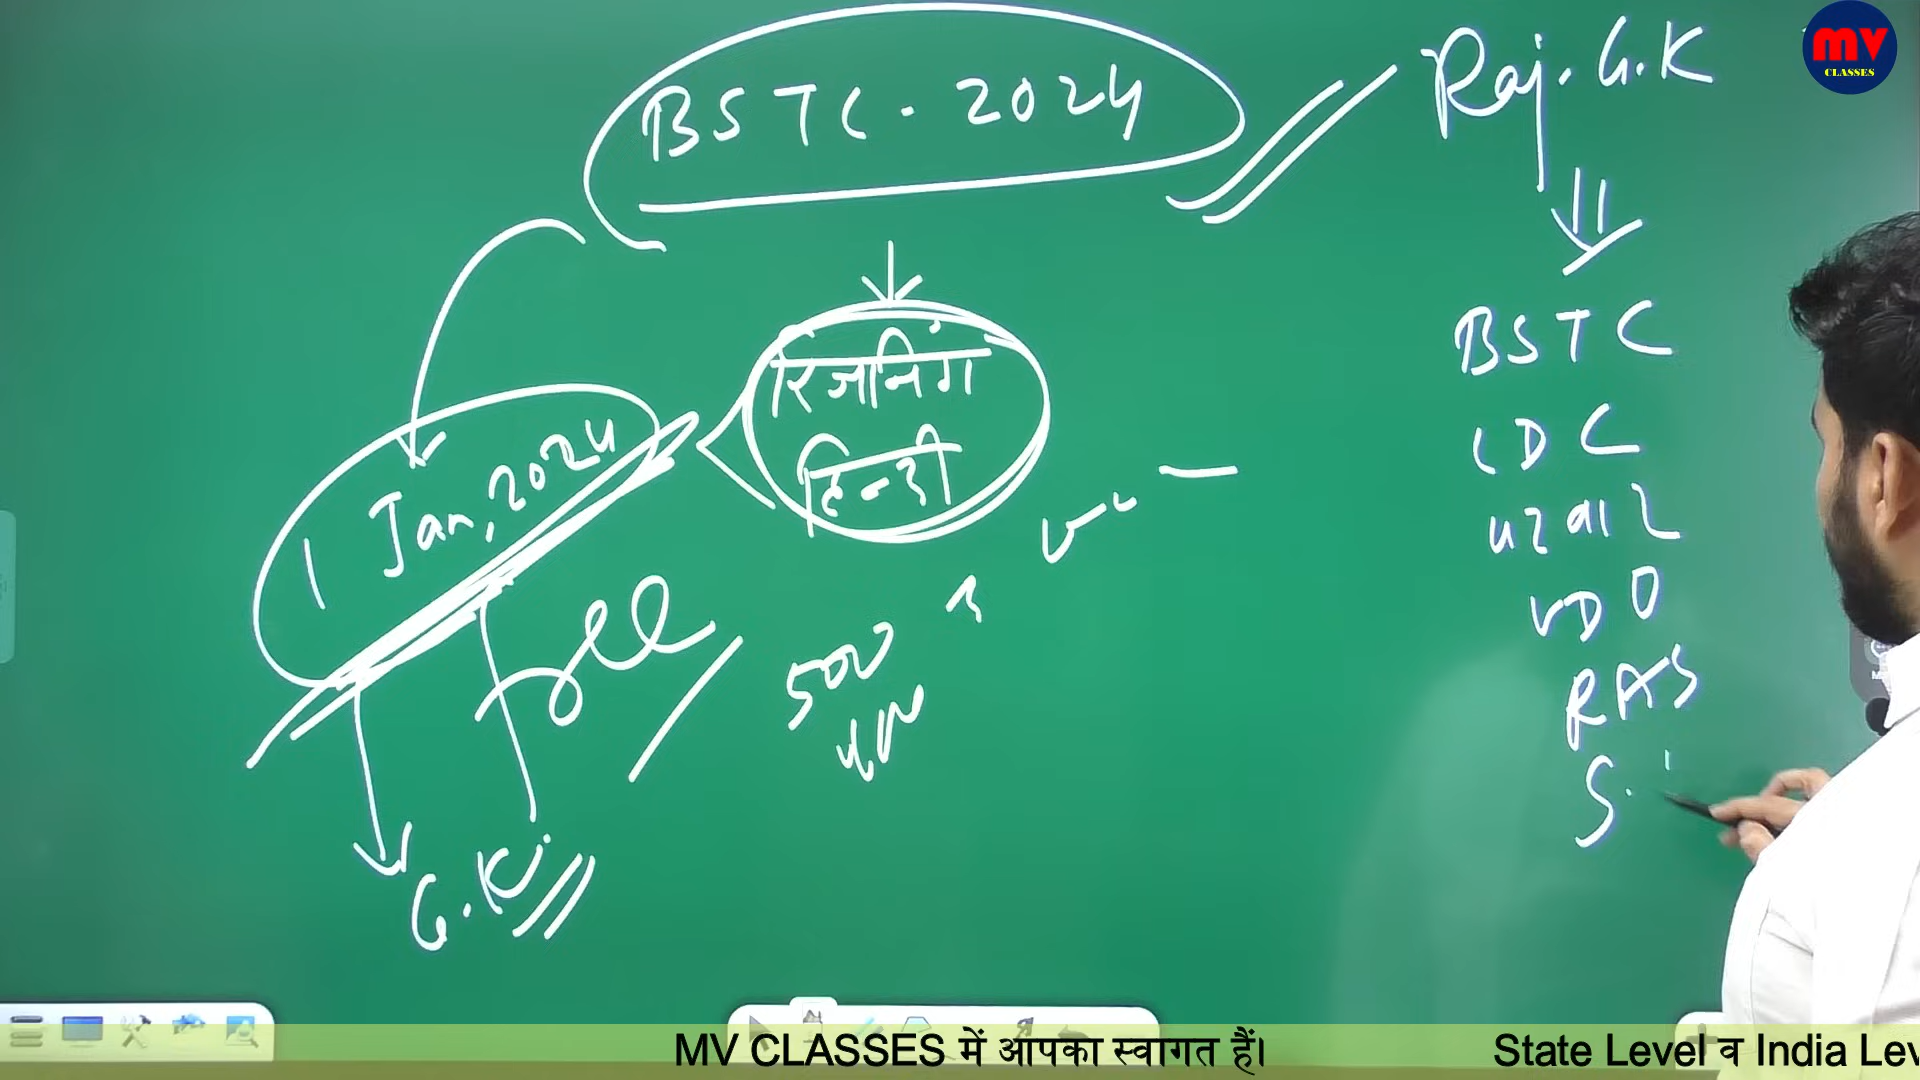 BSTC. 2024
Raj. G.K
MV
CLASSES
BSTC
LDC
पटवार
VDO
RAS
S.
रिजनिंग
हिन्दी
1 Jan, 2024
free
500
G.K
MV CLASSES में आपका स्वागत हैं।
State Level व India Lev